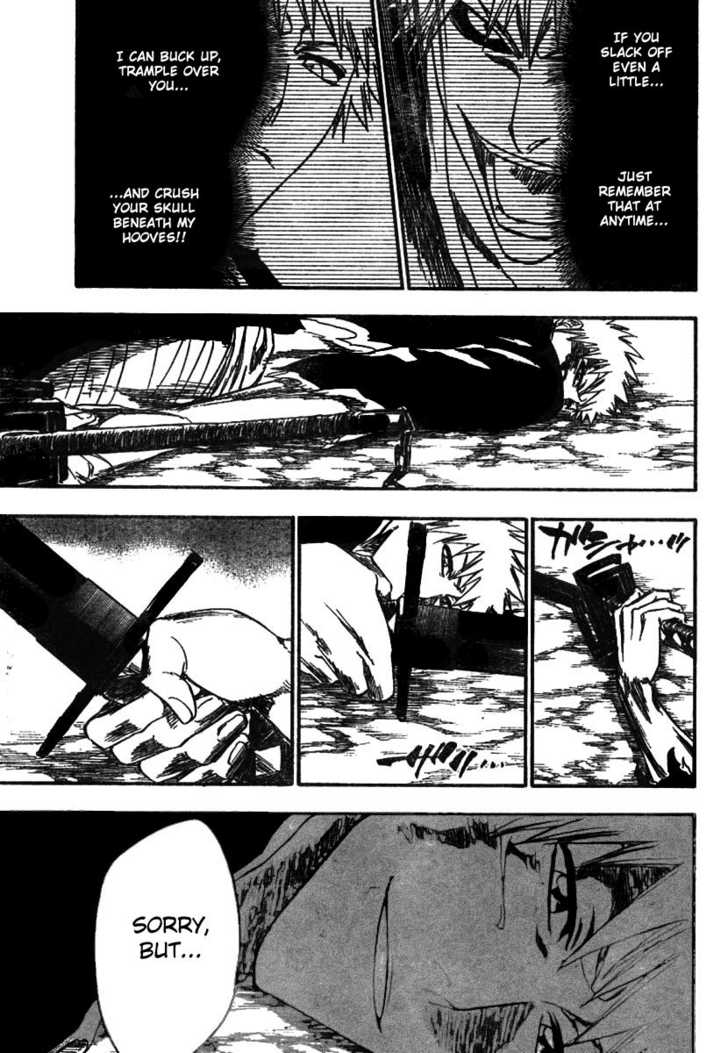 IF YOU
SLACK OFF
EVEN A
LITTLE...
JUST
REMEMBER
THAT AT
ANYTIME...
I CAN BUCK UP,
TRAMPLE OVER
YOU...
...AND CRUSH
YOUR SKULL
BENEATH MY
HOOVES!!
SORRY,
BUT...